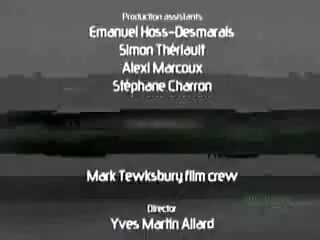 Production assistants
Emanuel Hoss-Desmarais
Simon Thériault
Alexi Marcoux
Stéphane Charron
Mark Tewksbury film crew
Director
Yves Martin Allard